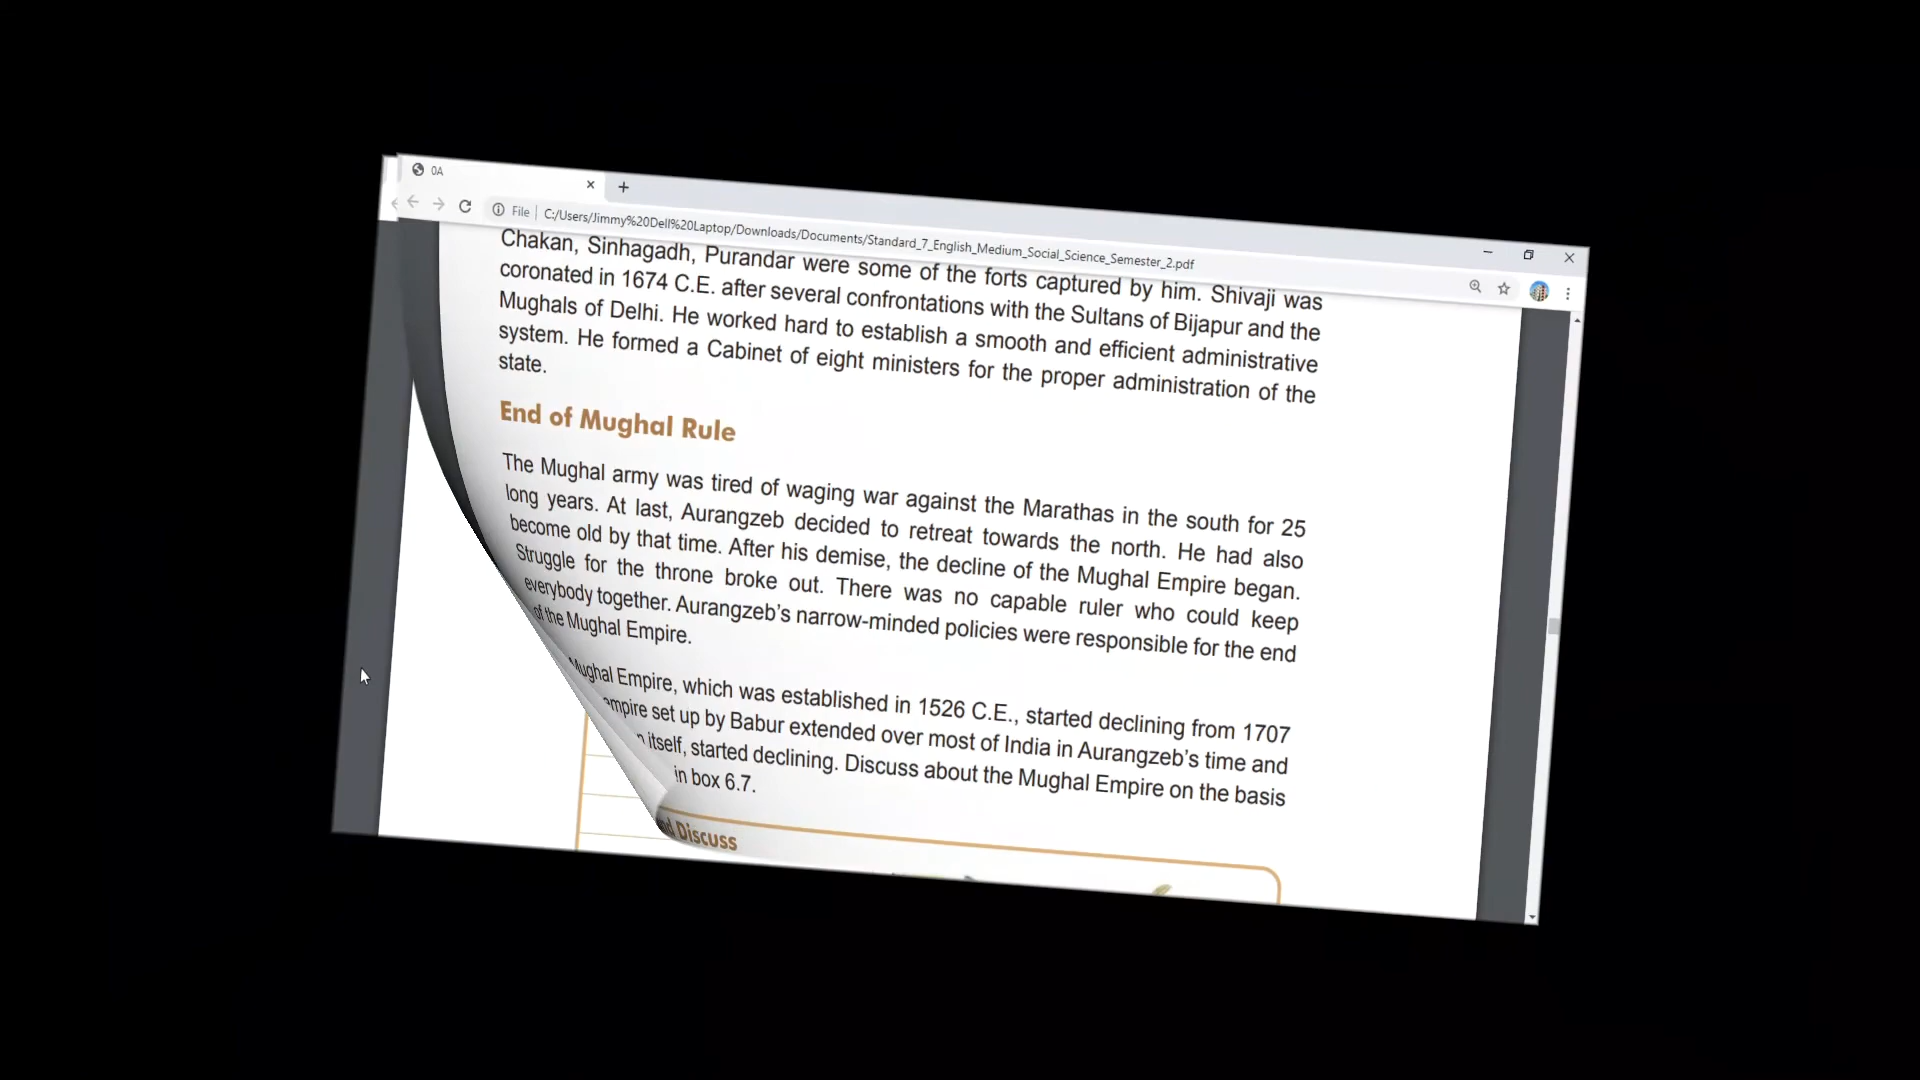 0A
File
C:/Users/Jimmy%20Dell%20Laptop/Downloads/Documents/Standard_7_English_Medium_Social_Science_Semester_2.pdf
Chakan, Sinhagadh, Purandar were some of the forts captured by him. Shivaji was
coronated in 1674 C.E. after several confrontations with the Sultans of Bijapur and the
Mughals of Delhi. He worked hard to establish a smooth and efficient administrative
system. He formed a Cabinet of eight ministers for the proper administration of the
state.
End of Mughal Rule
The Mughal army was tired of waging war against the Marathas in the south for 25
long years. At last, Aurangzeb decided to retreat towards the north. He had also
become old by that time. After his demise, the decline of the Mughal Empire began.
Struggle for the throne broke out. There was no capable ruler who could keep
everybody together. Aurangzeb's narrow-minded policies were responsible for the end
of the Mughal Empire.
Mughal Empire, which was established in 1526 C.E., started declining from 1707
empire set up by Babur extended over most of India in Aurangzeb's time and
itself, started declining. Discuss about the Mughal Empire on the basis
in box 6.7.
Discuss